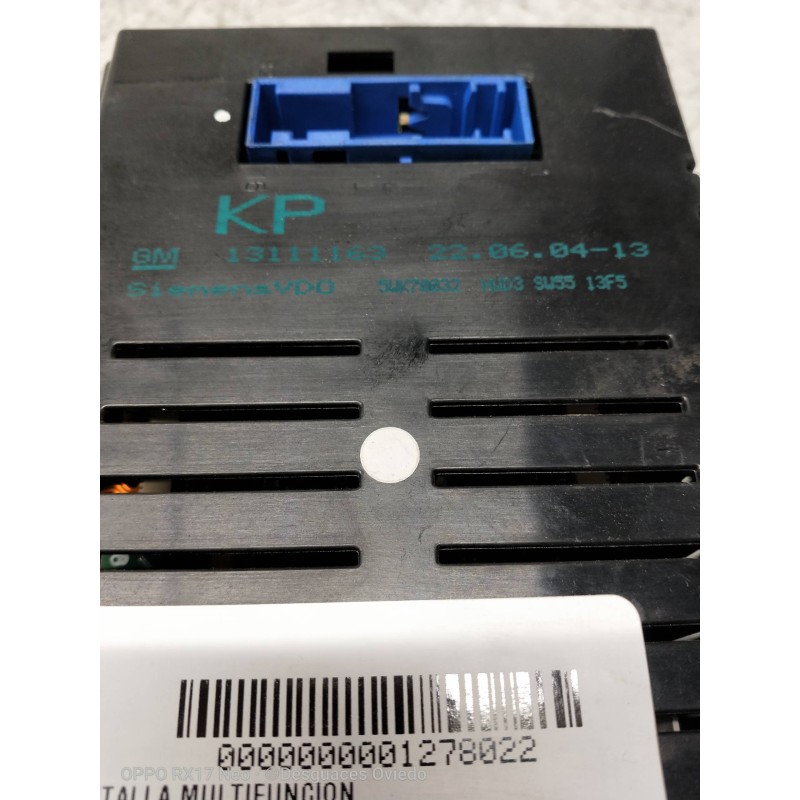 KP
GM 13111163 22.06.04-13
SiemensVDO 5WK70032 HW03 SW55 13F5
0000000001278022
OPPO RX17 Neo · @Desguaces Oviedo
TALLA MULTIFUNCION